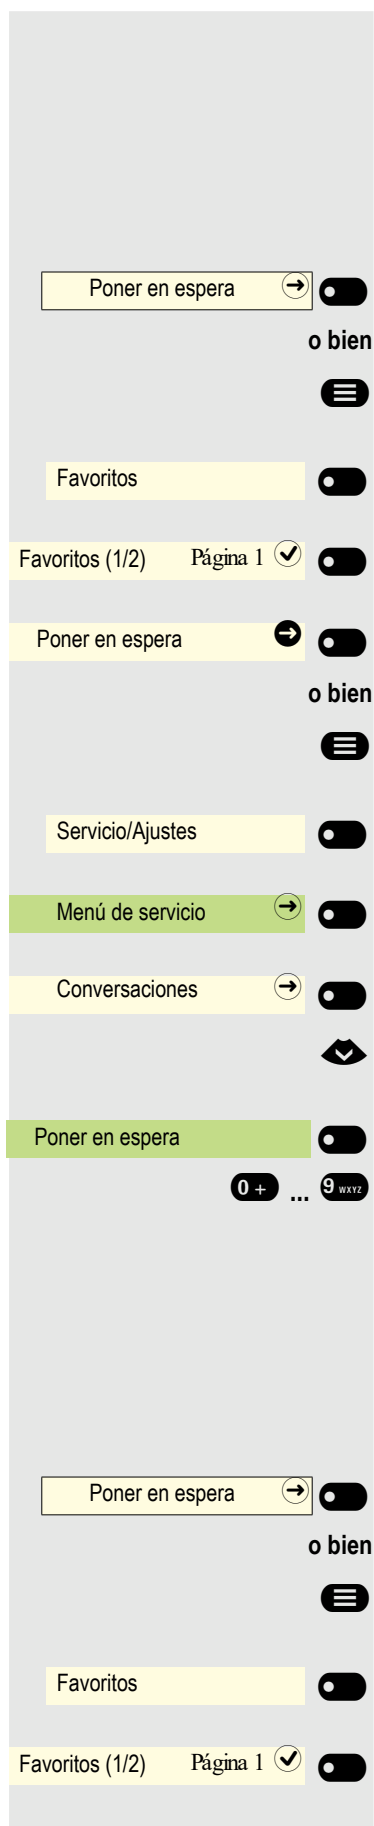 Poner en espera
o bien
Favoritos
Favoritos (1/2) Página 1
Poner en espera
o bien
Servicio/Ajustes
Menú de servicio
Conversaciones
Poner en espera
0 + ... 9 WXYZ
Poner en espera
o bien
Favoritos
Favoritos (1/2) Página 1